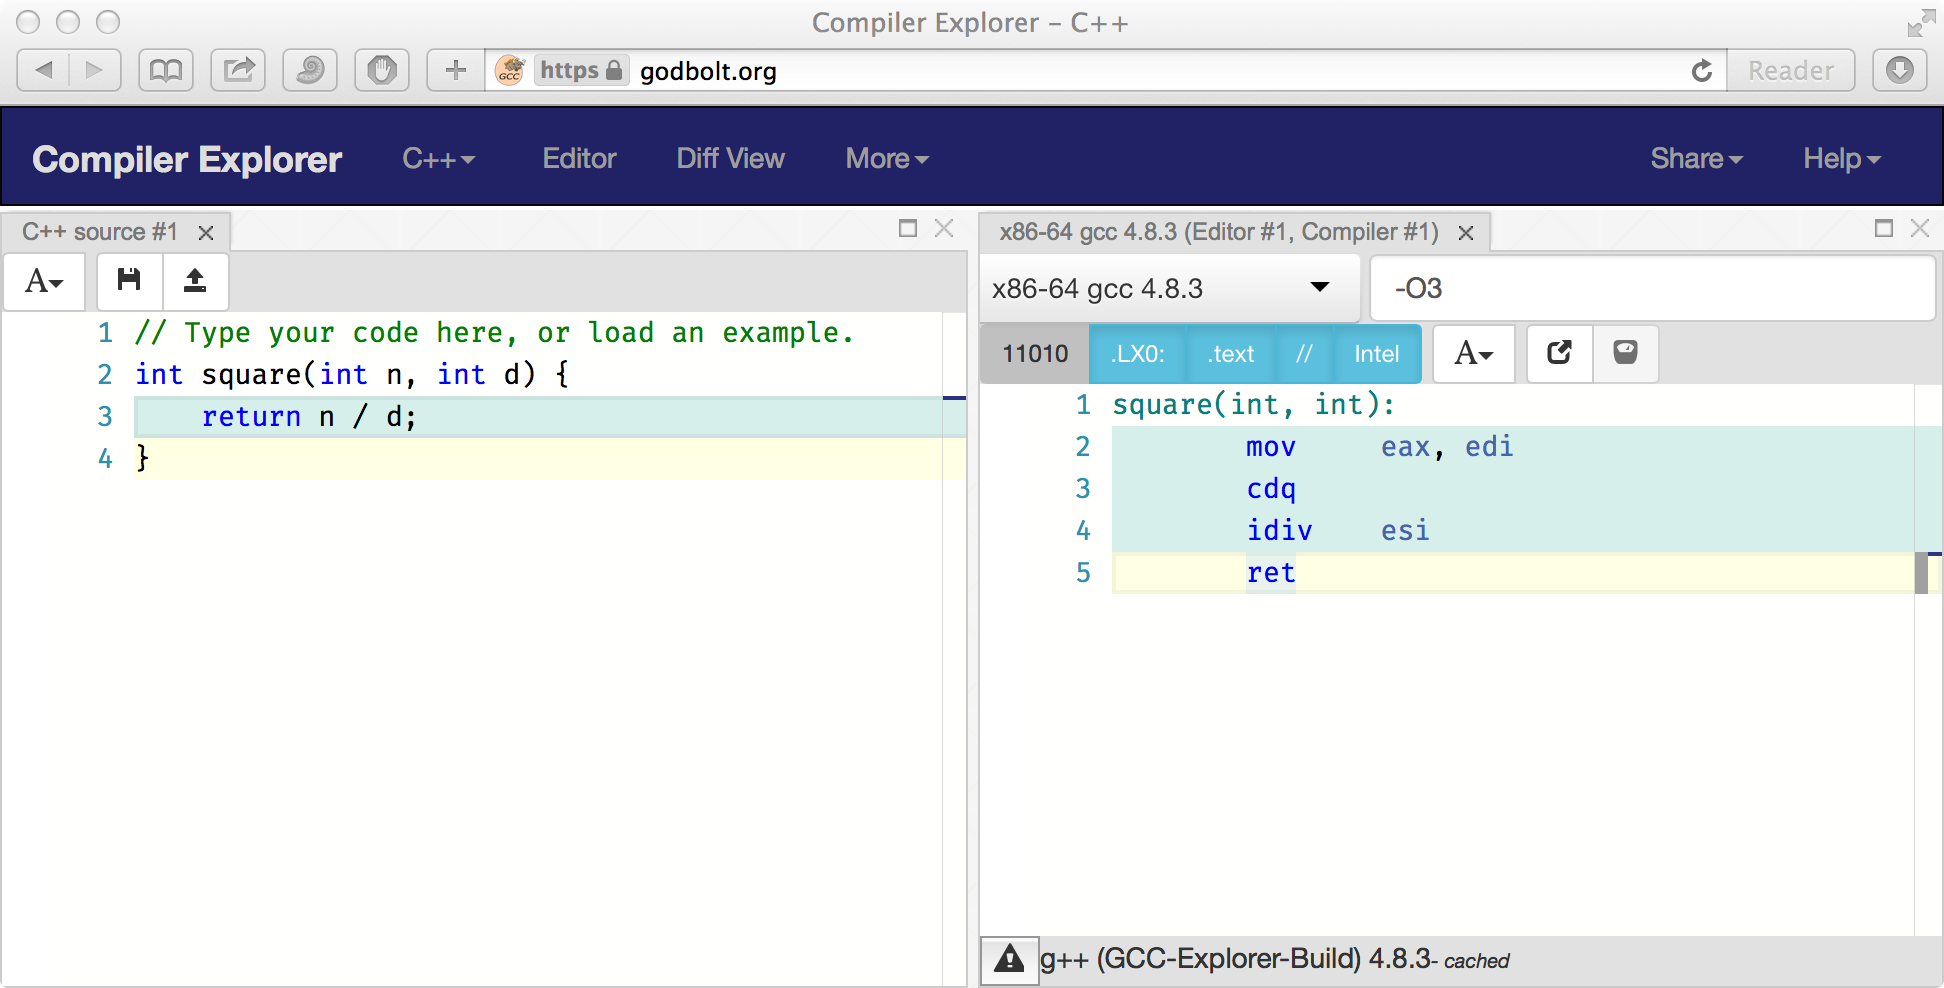 Compiler Explorer – C++
GCC https godbolt.org Reader
Compiler Explorer C++ Editor Diff View More Share Help
C++ source #1
A
1 // Type your code here, or load an example.
2 int square(int n, int d) {
3 return n / d;
4 }
x86-64 gcc 4.8.3 (Editor #1, Compiler #1)
x86-64 gcc 4.8.3 -O3
11010 .LX0: .text // Intel A
1 square(int, int):
2 mov eax, edi
3 cdq
4 idiv esi
5 ret
g++ (GCC-Explorer-Build) 4.8.3- cached